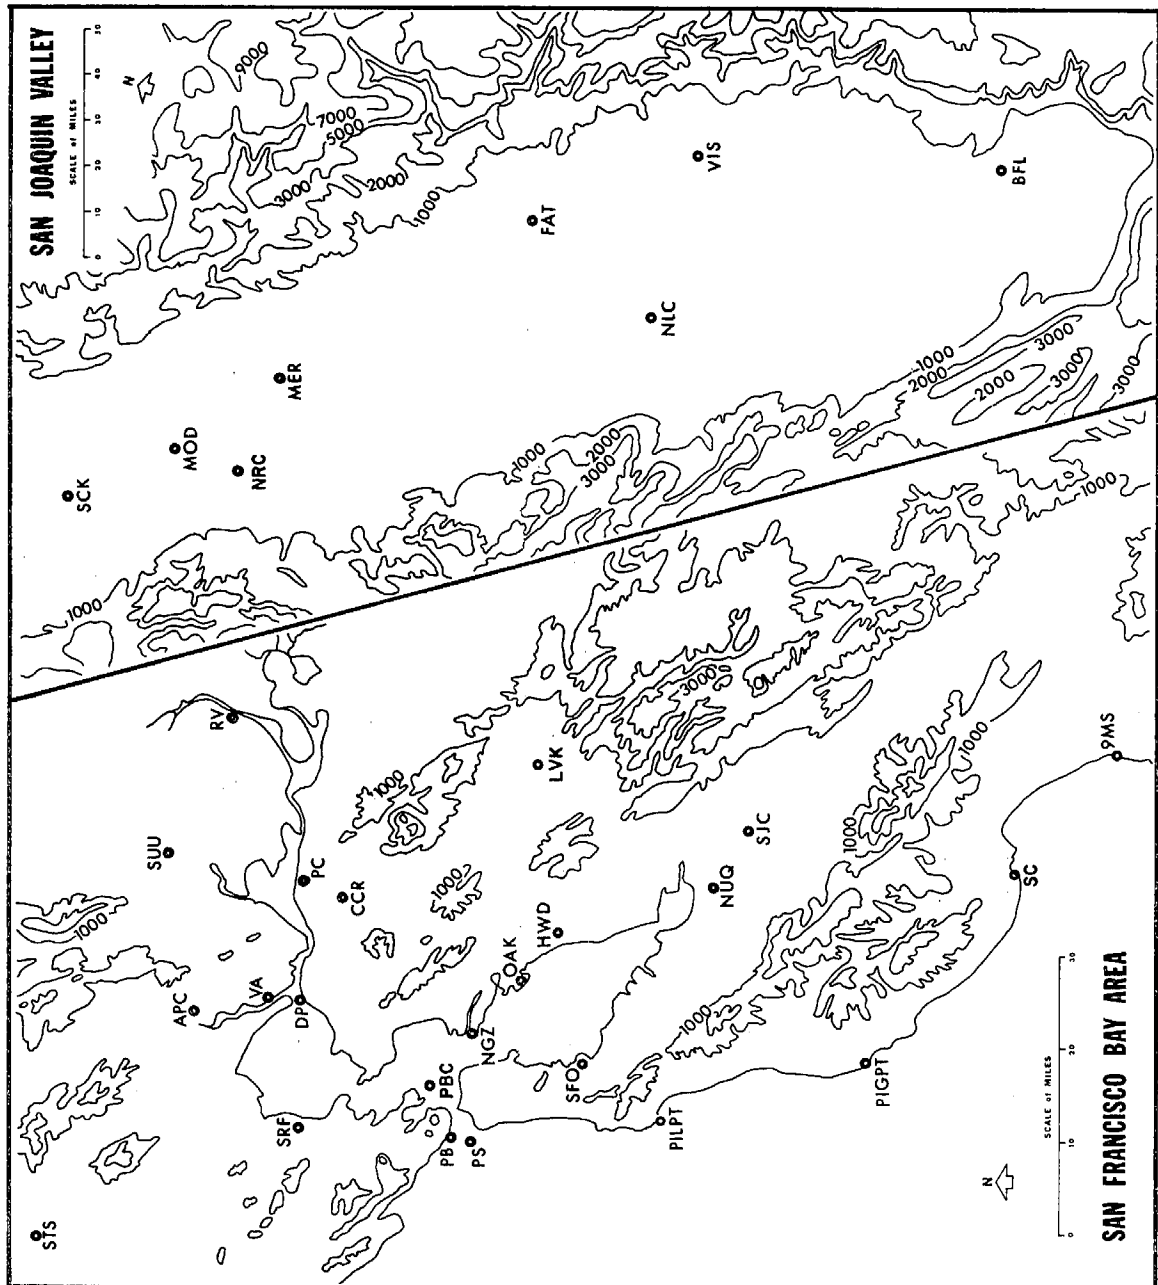 SAN JOAQUIN VALLEY
SCALE of MILES
0 10 20 30 40 50
N
9000
7000
5000
3000
2000
1000
SCK
MOD
NRC
MER
FAT
NLC
VIS
BFL
1000
1000
2000
3000
1000
2000
3000
2000
3000
3000
STS
1000
SUU
RV
APC
VA
DP
PC
CCR
SRF
PBC
PB
PS
NGZ
OAK
HWD
LVK
1000
1000
3000
SFO
NUQ
SJC
PILPT
1000
PIGPT
1000
1000
1000
SC
9MS
N
SCALE of MILES
0 10 20 30
SAN FRANCISCO BAY AREA